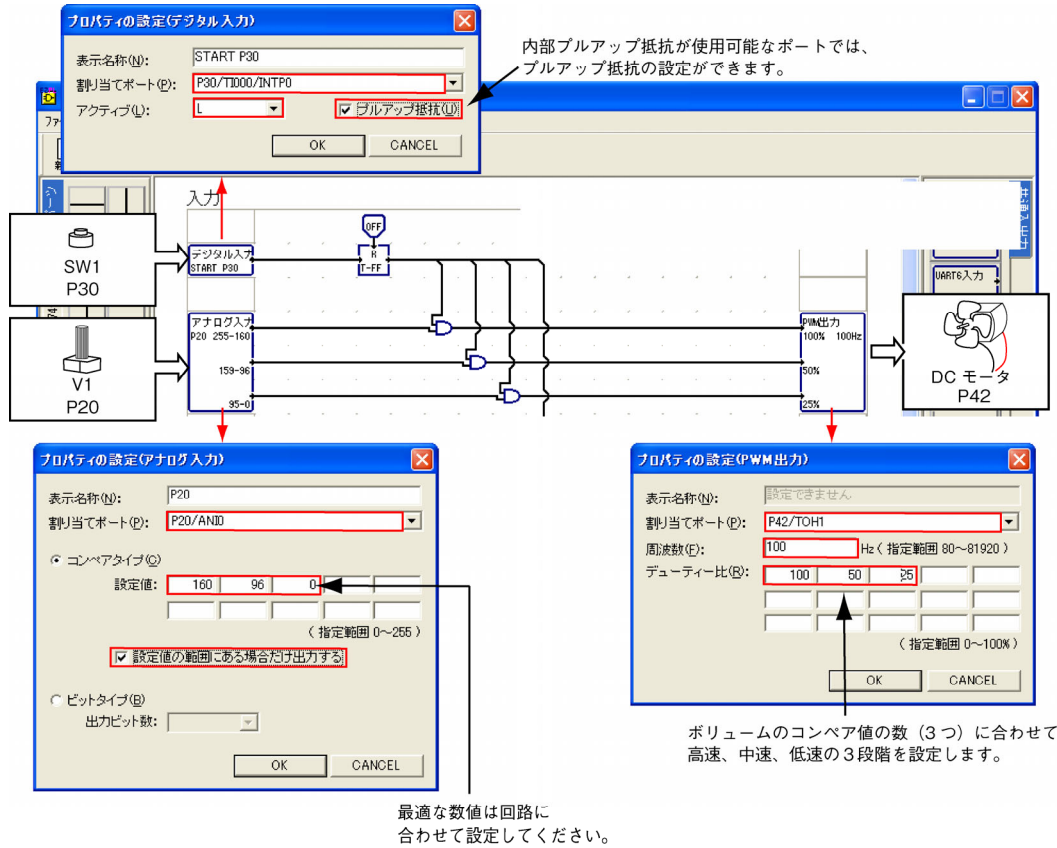 プロパティの設定(デジタル入力)
表示名称(N):
START P30
割り当てポート(P):
P30/TI000/INTP0
アクティブ(L):
L
プルアップ抵抗(U)
OK
CANCEL
内部プルアップ抵抗が使用可能なポートでは、
プルアップ抵抗の設定ができます。
入力
SW1
P30
デジタル入力
START P30
OFF
R
T-FF
共通入出力
UART6入力
V1
P20
アナログ入力
P20 255-160
159-96
95-0
PWM出力
100% 100Hz
50%
25%
DC モータ
P42
プロパティの設定(アナログ入力)
表示名称(N):
P20
割り当てポート(P):
P20/ANI0
コンペアタイプ(C)
設定値:
160 96 0
( 指定範囲 0～255 )
設定値の範囲にある場合だけ出力する
ビットタイプ(B)
出力ビット数:
OK
CANCEL
最適な数値は回路に
合わせて設定してください。
プロパティの設定(PWM出力)
表示名称(N):
設定できません
割り当てポート(P):
P42/TOH1
周波数(F):
100
Hz ( 指定範囲 80～81920 )
デューティー比(R):
100 50 25
( 指定範囲 0～100% )
OK
CANCEL
ボリュームのコンペア値の数（3つ）に合わせて
高速、中速、低速の3段階を設定します。